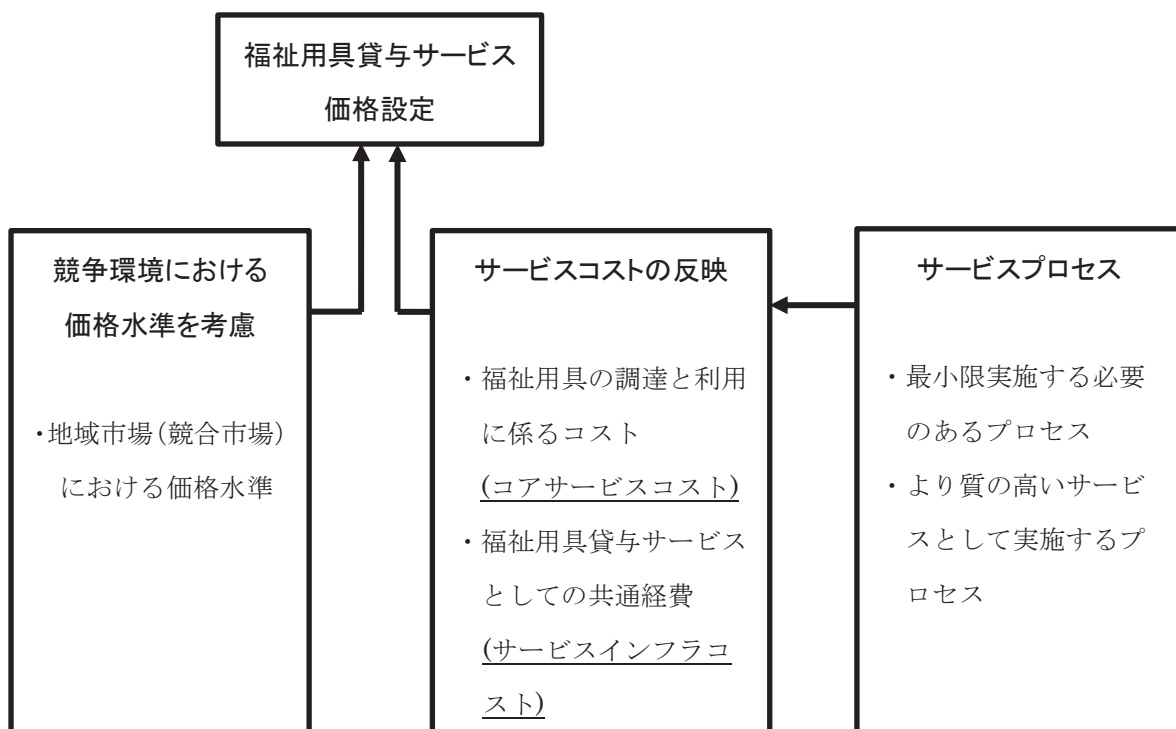 福祉用具貸与サービス
価格設定
競争環境における
価格水準を考慮
・地域市場(競合市場)
における価格水準
サービスコストの反映
・福祉用具の調達と利用
に係るコスト
(コアサービスコスト)
・福祉用具貸与サービス
としての共通経費
(サービスインフラコ
スト)
サービスプロセス
・最小限実施する必要
のあるプロセス
・より質の高いサービ
スとして実施するプ
ロセス